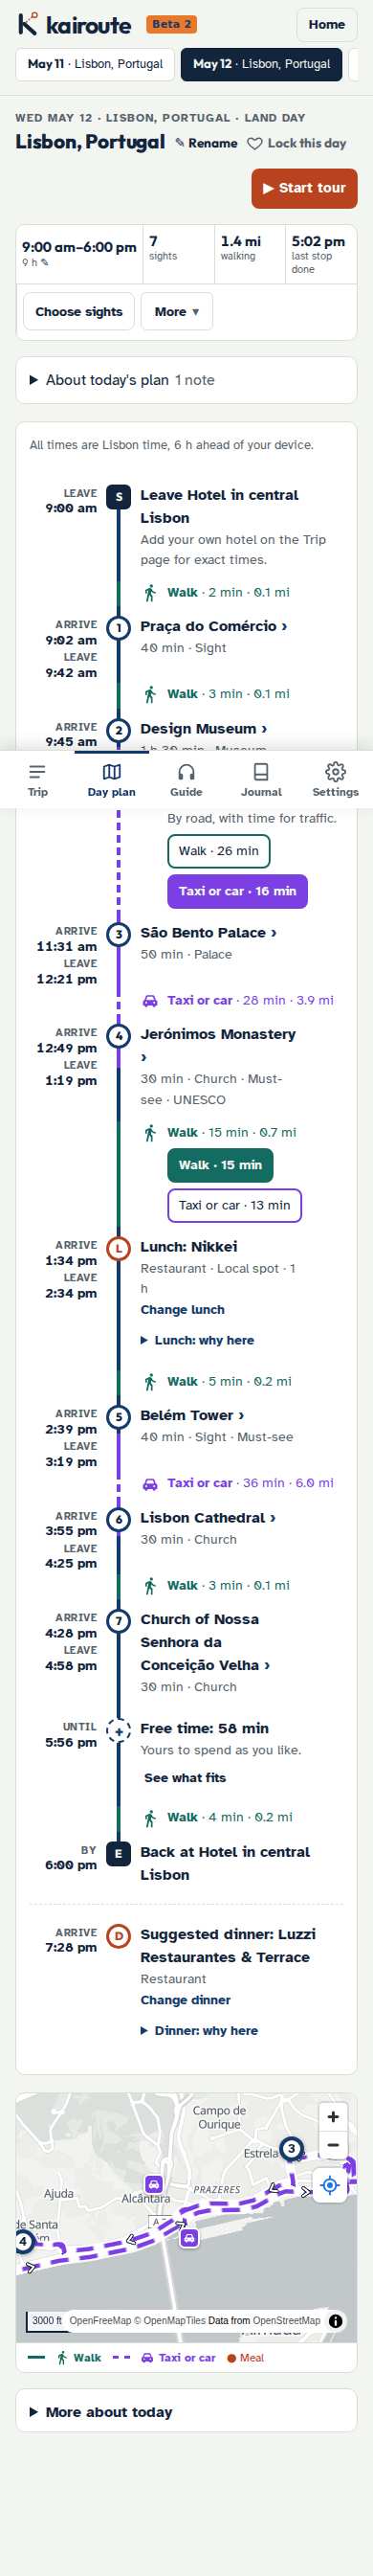 kairoute
Beta 2
Home
May 11 · Lisbon, Portugal
May 12 · Lisbon, Portugal
WED MAY 12 · LISBON, PORTUGAL · LAND DAY
Lisbon, Portugal
✎ Rename
Lock this day
▶ Start tour
9:00 am–6:00 pm
9 h ✎
7
sights
1.4 mi
walking
5:02 pm
last stop
done
Choose sights
More ▾
▶ About today's plan 1 note
All times are Lisbon time, 6 h ahead of your device.
LEAVE
9:00 am
S
Leave Hotel in central
Lisbon
Add your own hotel on the Trip
page for exact times.
Walk · 2 min · 0.1 mi
ARRIVE
9:02 am
LEAVE
9:42 am
1
Praça do Comércio ›
40 min · Sight
Walk · 3 min · 0.1 mi
ARRIVE
9:45 am
2
Design Museum ›
Trip
Day plan
Guide
Journal
Settings
By road, with time for traffic.
Walk · 26 min
Taxi or car · 16 min
ARRIVE
11:31 am
LEAVE
12:21 pm
3
São Bento Palace ›
50 min · Palace
Taxi or car · 28 min · 3.9 mi
ARRIVE
12:49 pm
LEAVE
1:19 pm
4
Jerónimos Monastery
›
30 min · Church · Must-
see · UNESCO
Walk · 15 min · 0.7 mi
Walk · 15 min
Taxi or car · 13 min
ARRIVE
1:34 pm
LEAVE
2:34 pm
L
Lunch: Nikkei
Restaurant · Local spot · 1
h
Change lunch
▶ Lunch: why here
Walk · 5 min · 0.2 mi
ARRIVE
2:39 pm
LEAVE
3:19 pm
5
Belém Tower ›
40 min · Sight · Must-see
Taxi or car · 36 min · 6.0 mi
ARRIVE
3:55 pm
LEAVE
4:25 pm
6
Lisbon Cathedral ›
30 min · Church
Walk · 3 min · 0.1 mi
ARRIVE
4:28 pm
LEAVE
4:58 pm
7
Church of Nossa
Senhora da
Conceição Velha ›
30 min · Church
UNTIL
5:56 pm
+
Free time: 58 min
Yours to spend as you like.
See what fits
Walk · 4 min · 0.2 mi
BY
6:00 pm
E
Back at Hotel in central
Lisbon
ARRIVE
7:28 pm
D
Suggested dinner: Luzzi
Restaurantes & Terrace
Restaurant
Change dinner
▶ Dinner: why here
Campo de
Ourique
Estrela
3
+
−
Ajuda
Alcântara
PRAZERES
de Santa
4
3000 ft
OpenFreeMap © OpenMapTiles Data from OpenStreetMap
Walk
Taxi or car
Meal
▶ More about today